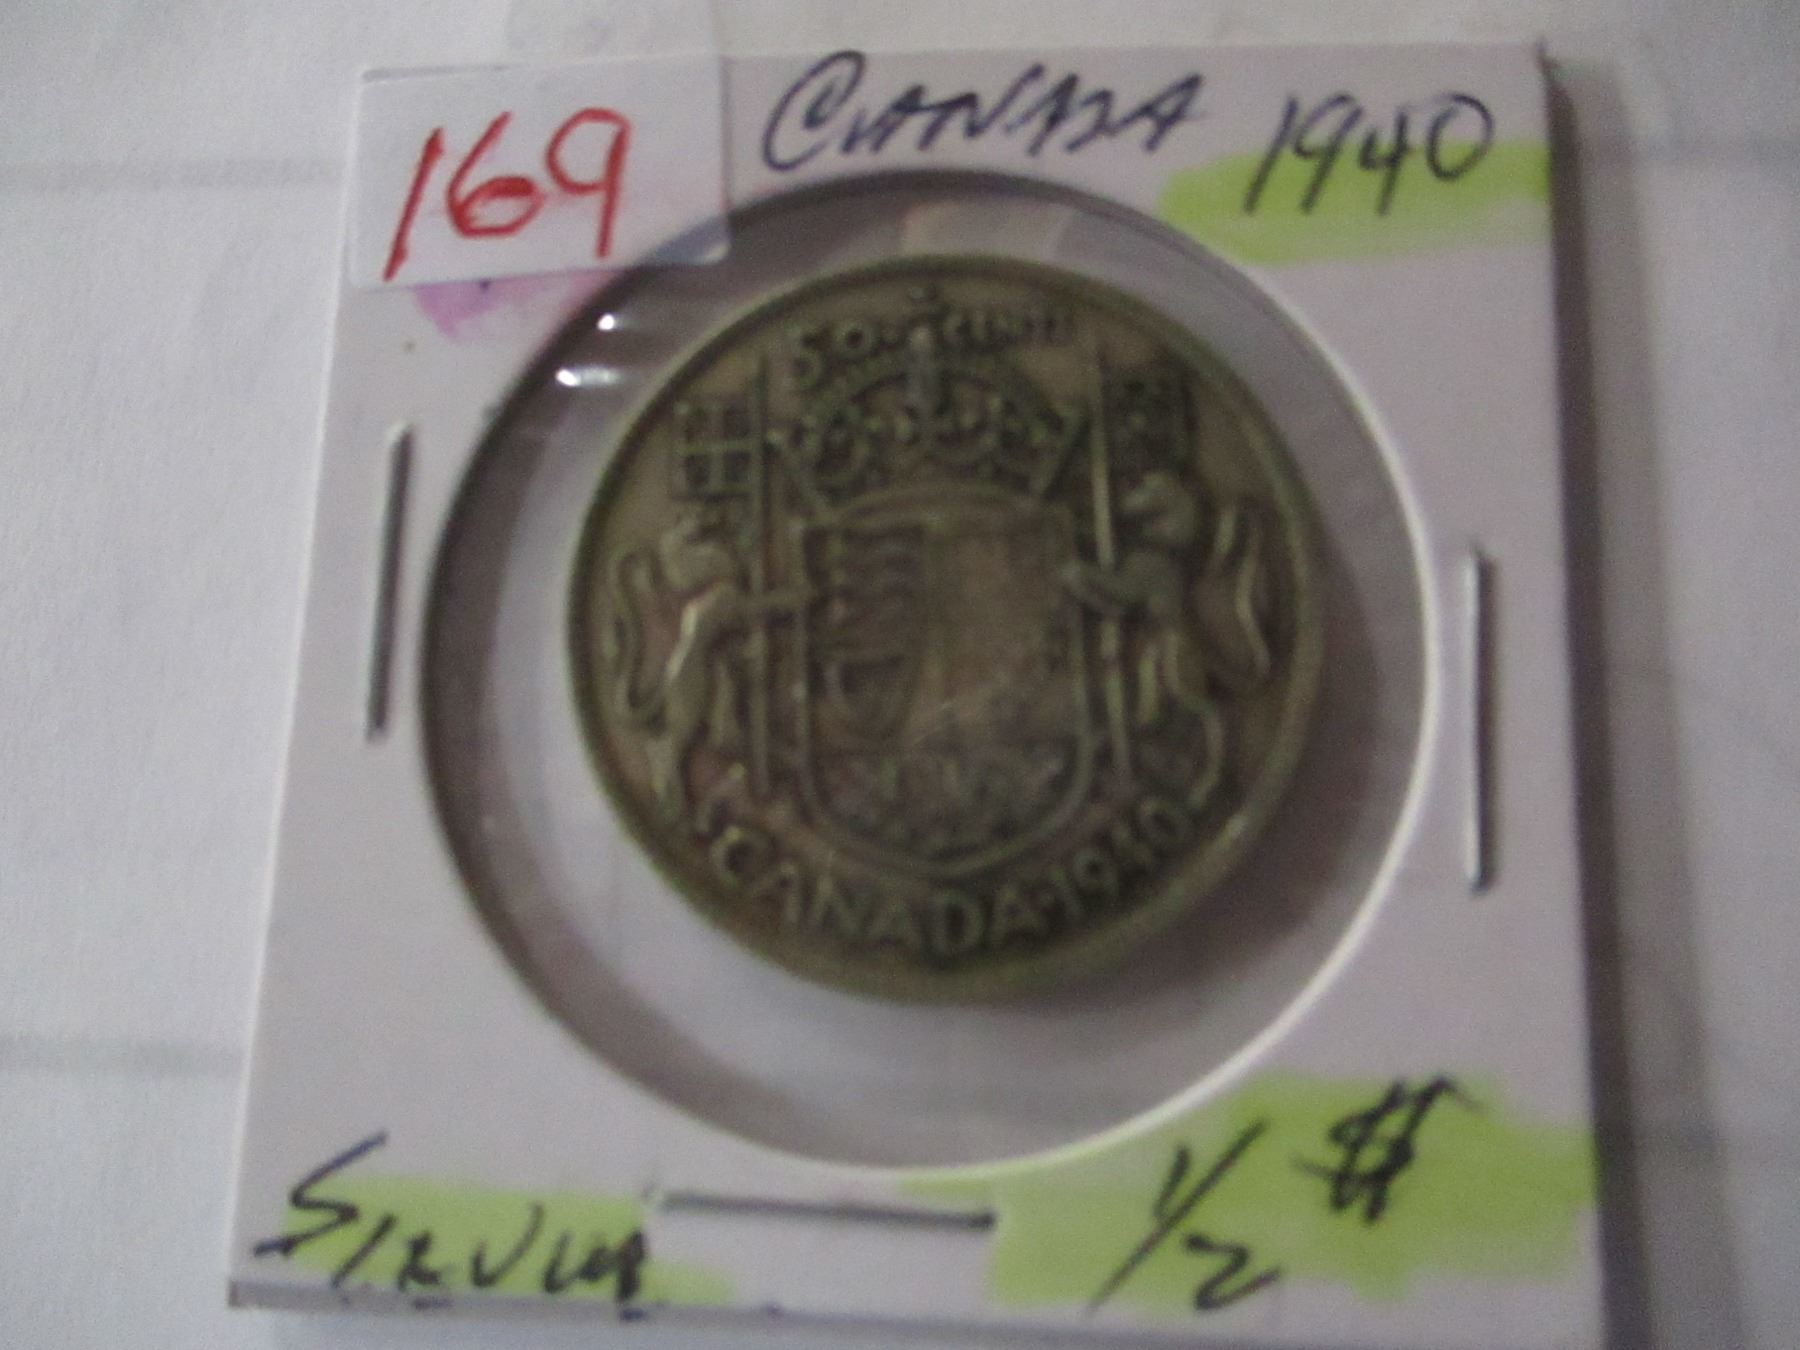 169
CANADA 1940
50 CENTS
CANADA·1940
SILVER
1/2 $